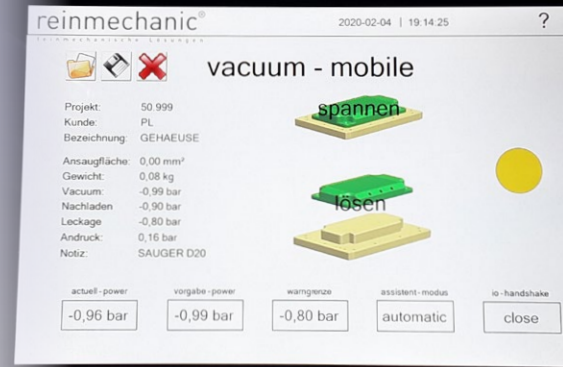 reinmechanic®
2020-02-04 | 19:14:25
?
vacuum - mobile
Projekt: 50.999
Kunde: PL
Bezeichnung: GEHAEUSE
Ansaugfläche: 0,00 mm²
Gewicht: 0,08 kg
Vacuum: -0,99 bar
Nachladen -0,90 bar
Leckage -0,80 bar
Andruck: 0,16 bar
Notiz: SAUGER D20
spannen
lösen
actuell-power vorgabe-power warngrenze assistent-modus io-handshake
-0,96 bar -0,99 bar -0,80 bar automatic close